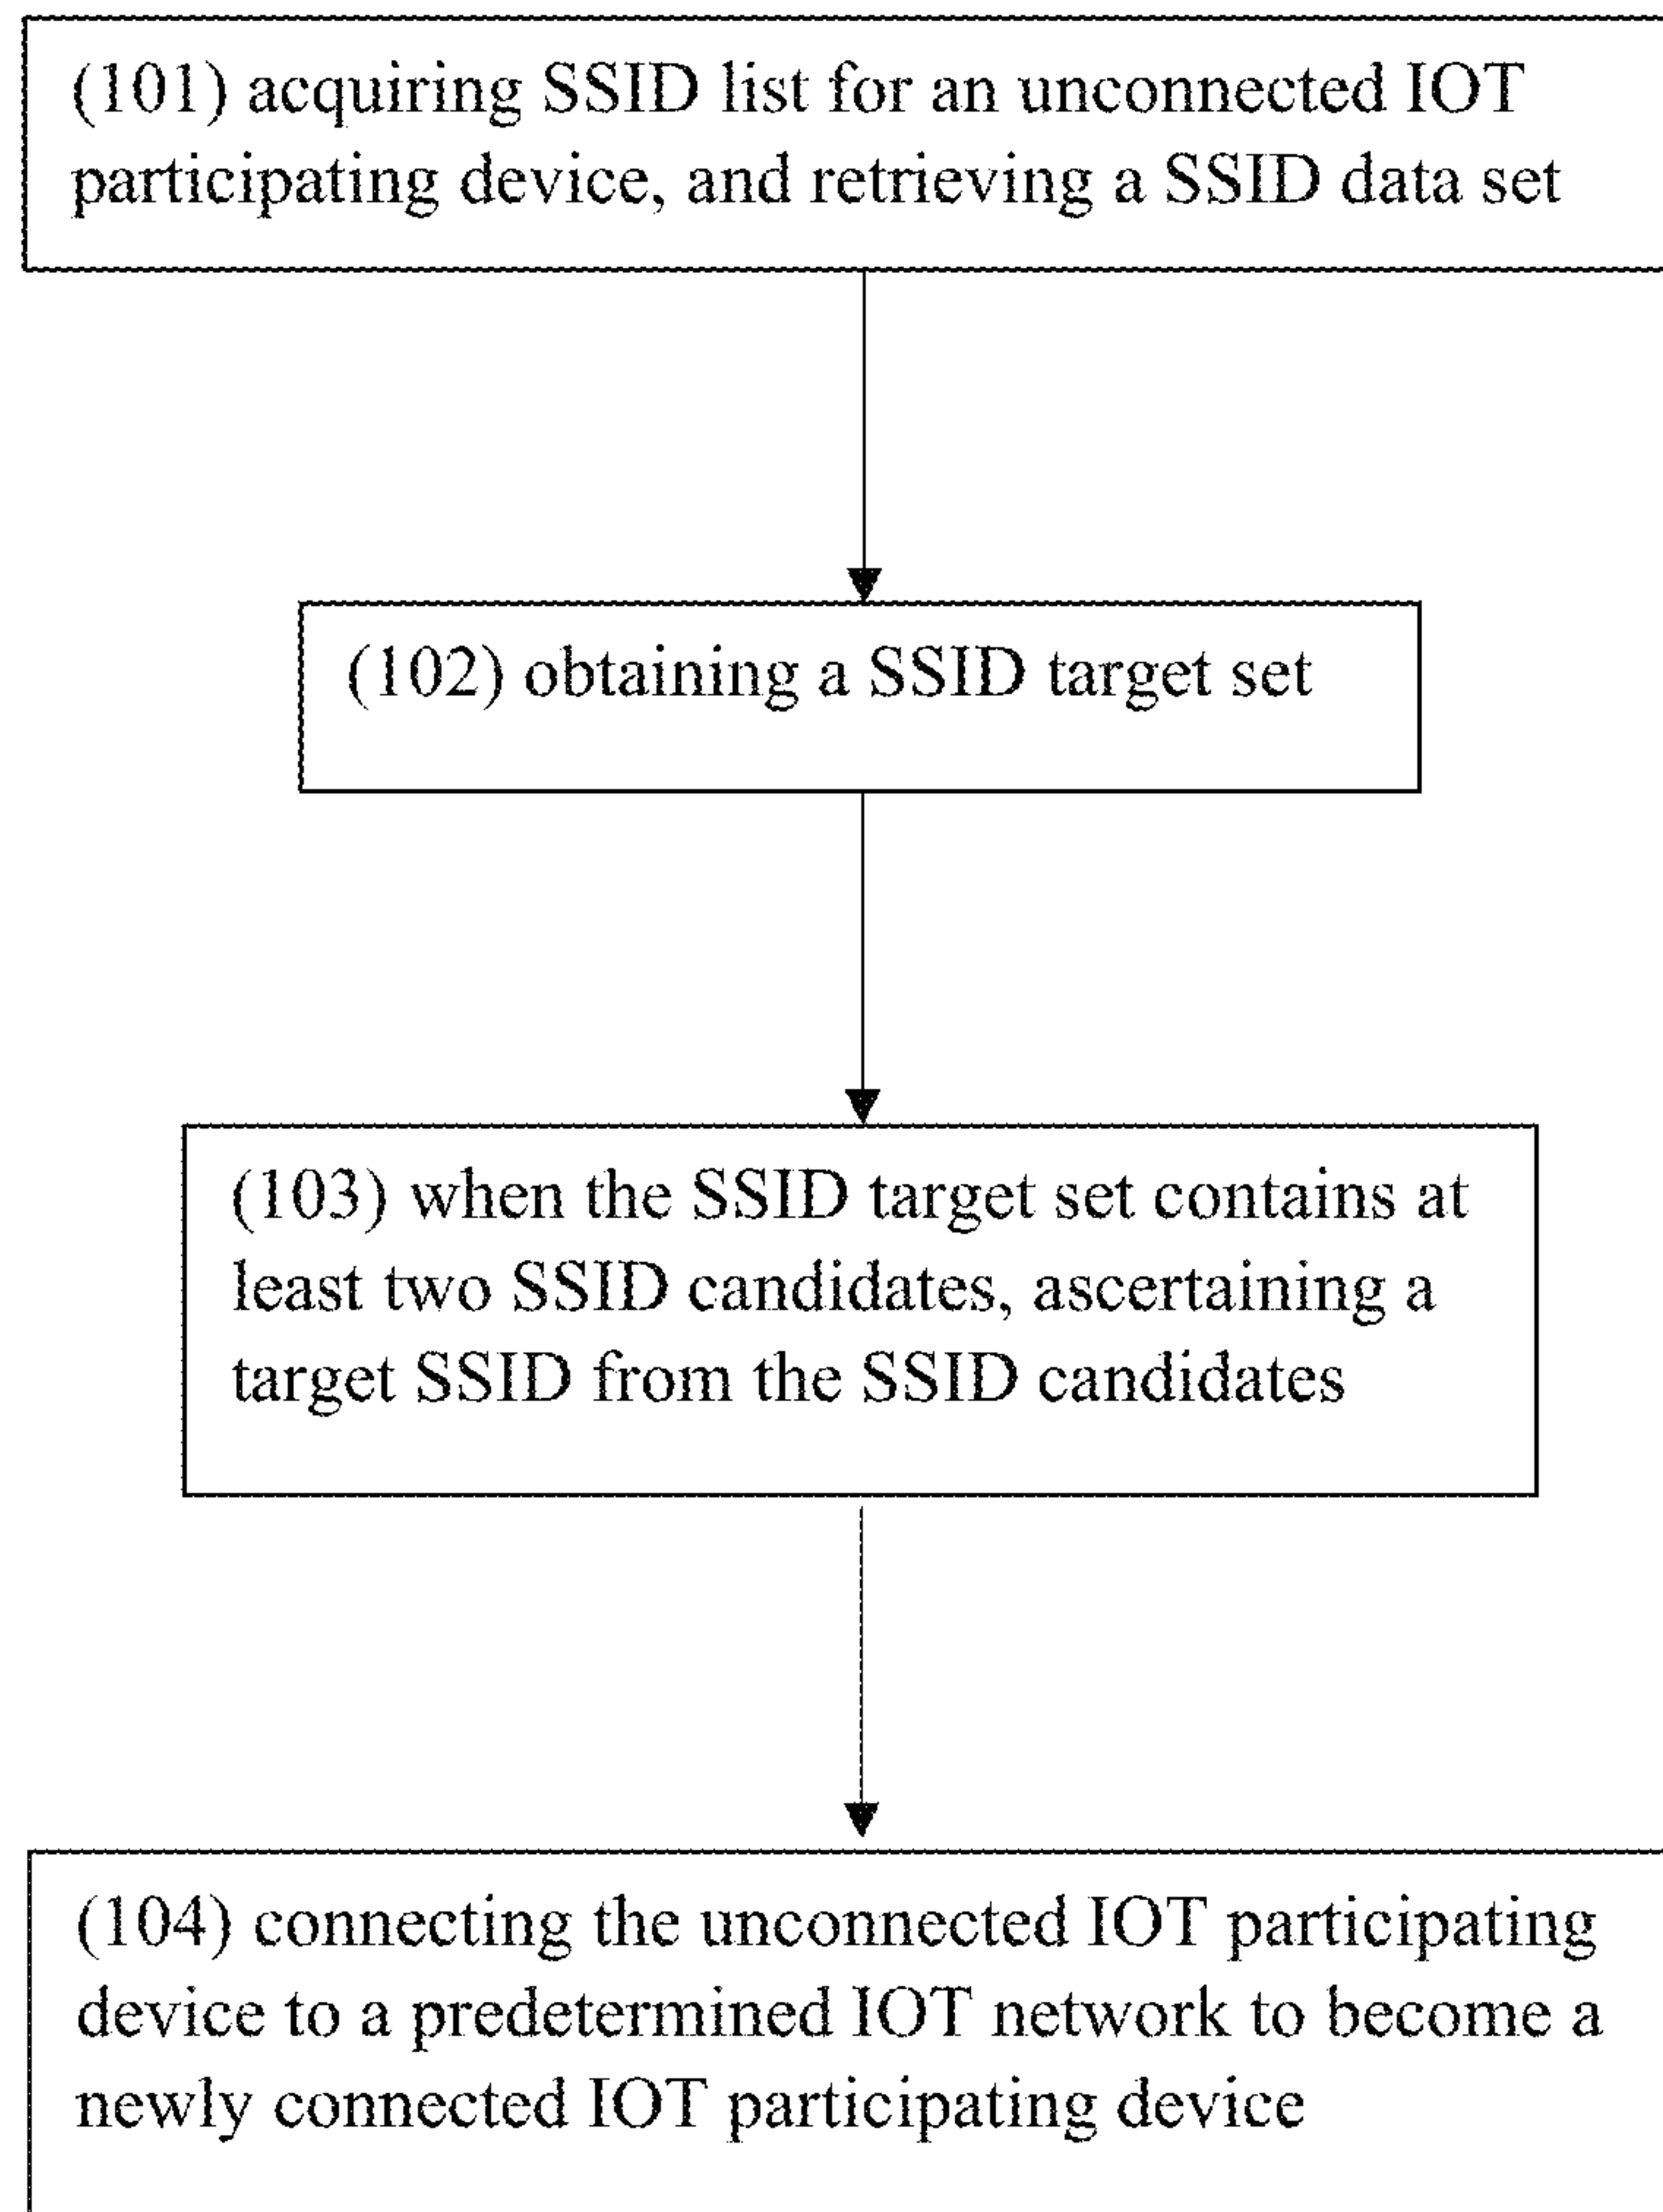 (101) acquiring SSID list for an unconnected IOT
participating device, and retrieving a SSID data set
(102) obtaining a SSID target set
(103) when the SSID target set contains at
least two SSID candidates, ascertaining a
target SSID from the SSID candidates
(104) connecting the unconnected IOT participating
device to a predetermined IOT network to become a
newly connected IOT participating device